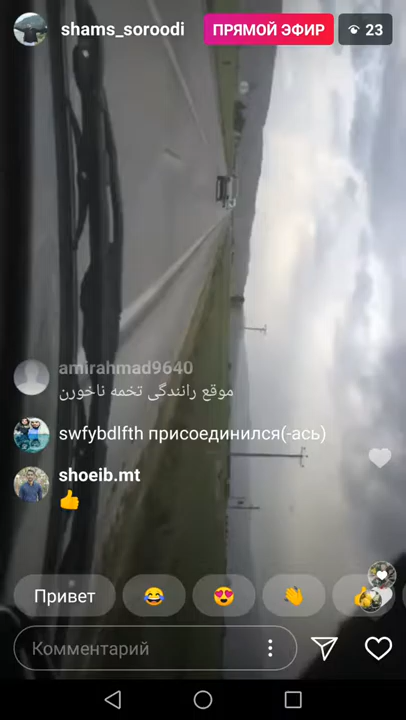 shams_soroodi
ПРЯМОЙ ЭФИР
23
amirahmad9640
موقع رانندگی تخمه ناخورن
swfybdlfth присоединился(-ась)
shoeib.mt
👍
Привет
😂 😍 👏
Комментарий